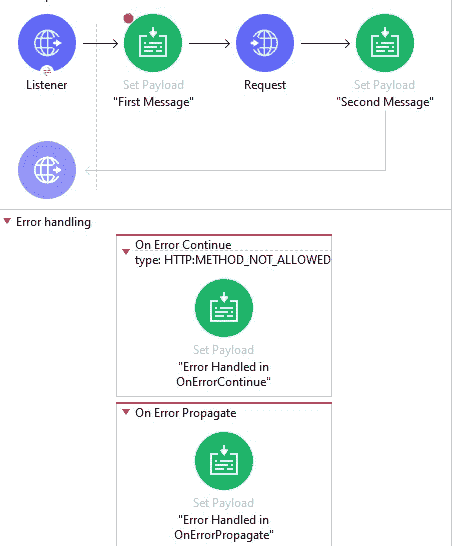 Listener
Set Payload
"First Message"
Request
Set Payload
"Second Message"
Error handling
On Error Continue
type: HTTP:METHOD_NOT_ALLOWED
Set Payload
"Error Handled in
OnErrorContinue"
On Error Propagate
Set Payload
"Error Handled in
OnErrorPropagate"